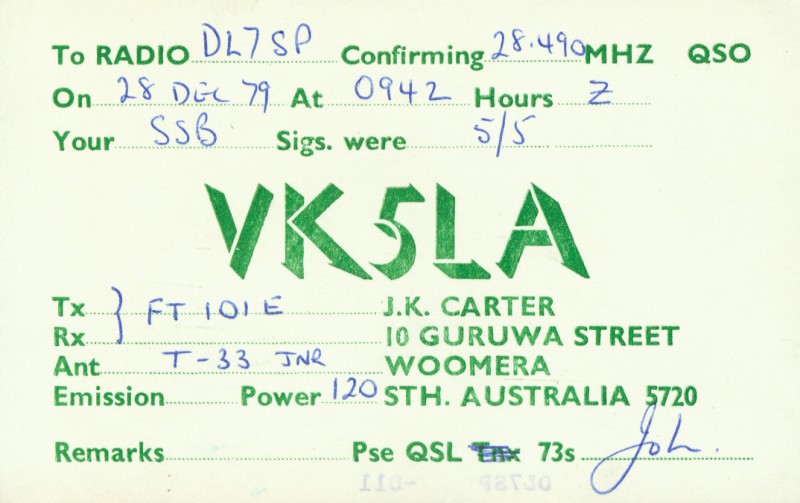 To RADIO DL7SP Confirming 28.490 MHZ QSO
On 28 DEC 79 At 0942 Hours Z
Your SSB Sigs. were 5/5
VK5LA
Tx } FT 101E J.K. CARTER
Rx 10 GURUWA STREET
Ant T-33 JNR WOOMERA
Emission Power 120 STH. AUSTRALIA 5720
Remarks Pse QSL Tnx 73s John.